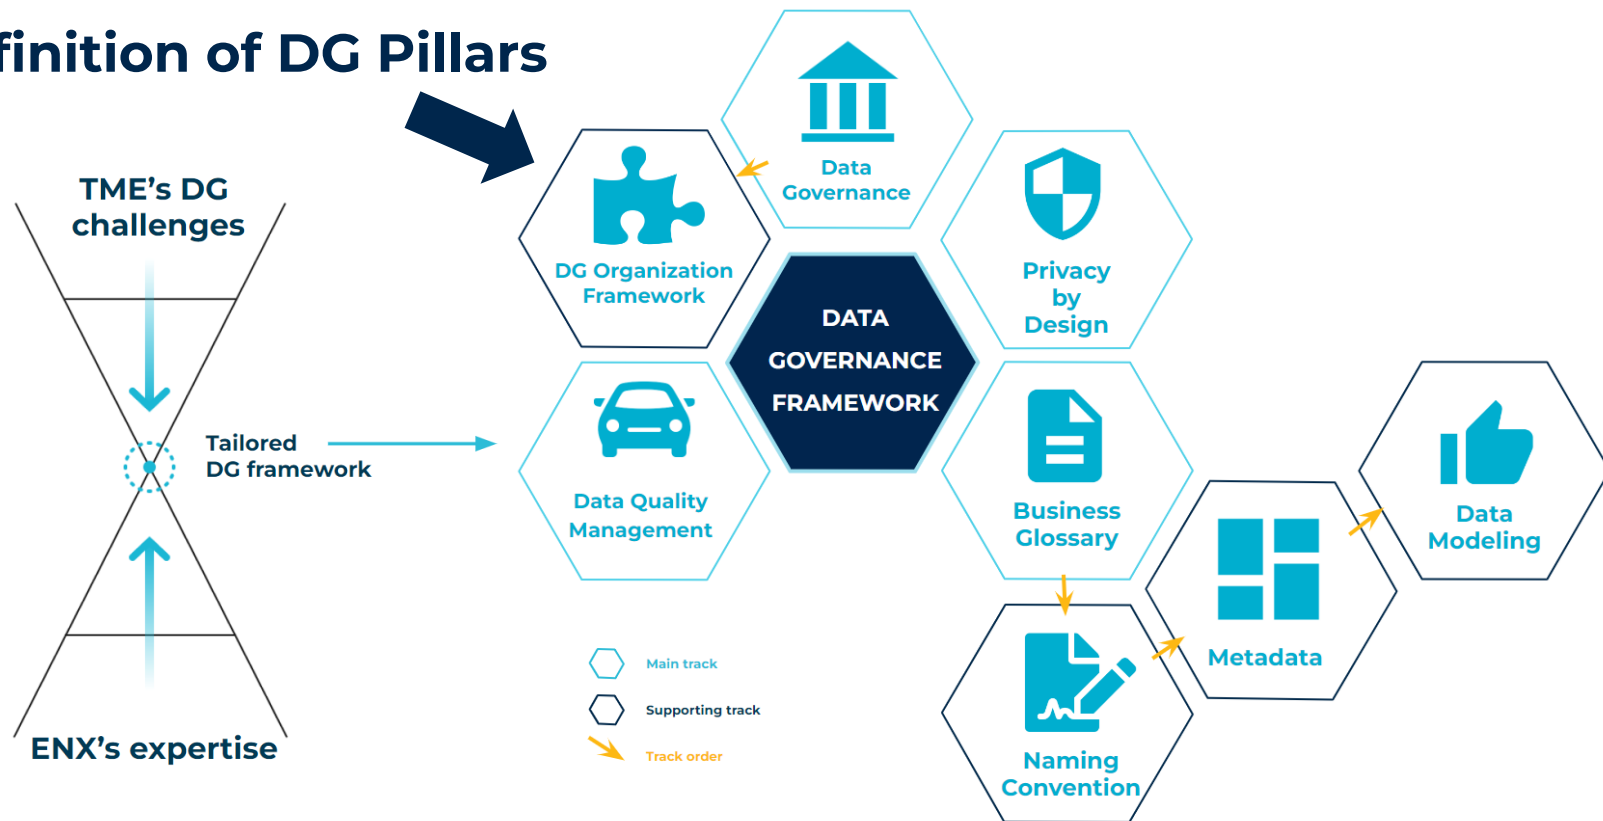 finition of DG Pillars
TME's DG
challenges
Tailored
DG framework
ENX's expertise
Data
Governance
DG Organization
Framework
Privacy
by
Design
DATA
GOVERNANCE
FRAMEWORK
Data Quality
Management
Business
Glossary
Data
Modeling
Metadata
Naming
Convention
Main track
Supporting track
Track order